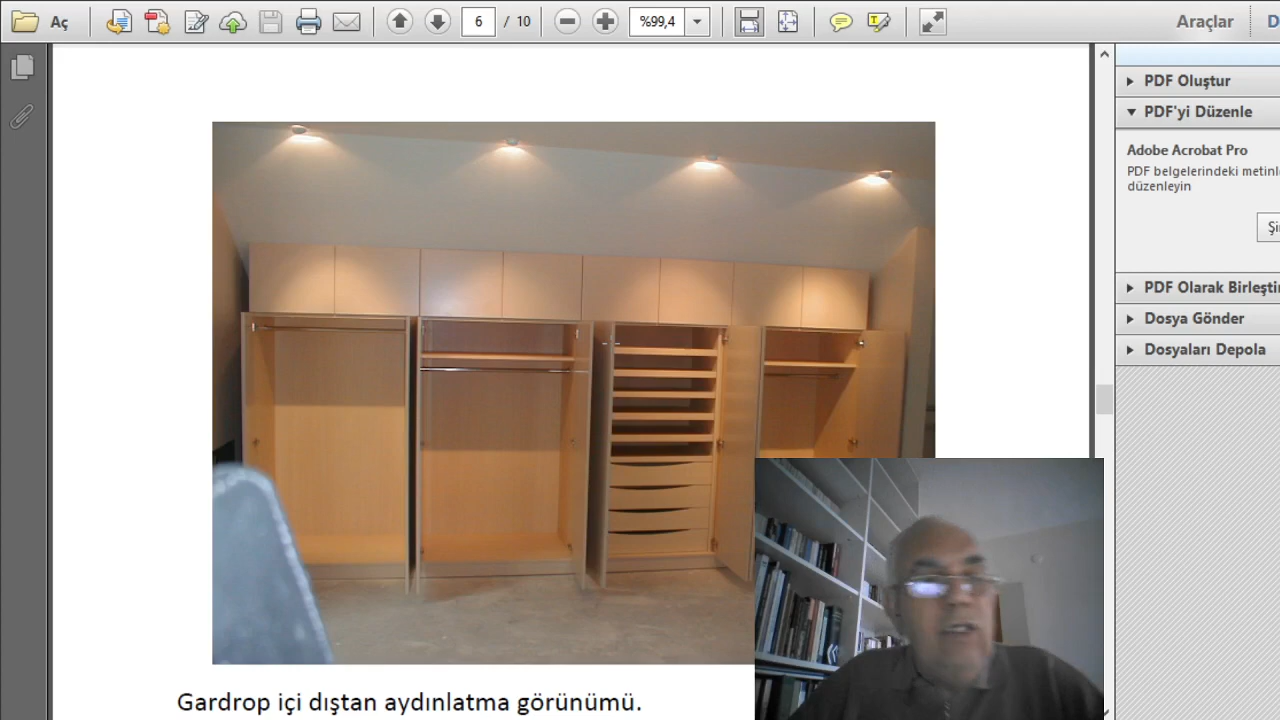 Aç
6 / 10
%99,4
Araçlar
PDF Oluştur
PDF'yi Düzenle
Adobe Acrobat Pro
PDF belgelerindeki metinl
düzenleyin
PDF Olarak Birleştir
Dosya Gönder
Dosyaları Depola
Gardrop içi dıştan aydınlatma görünümü.